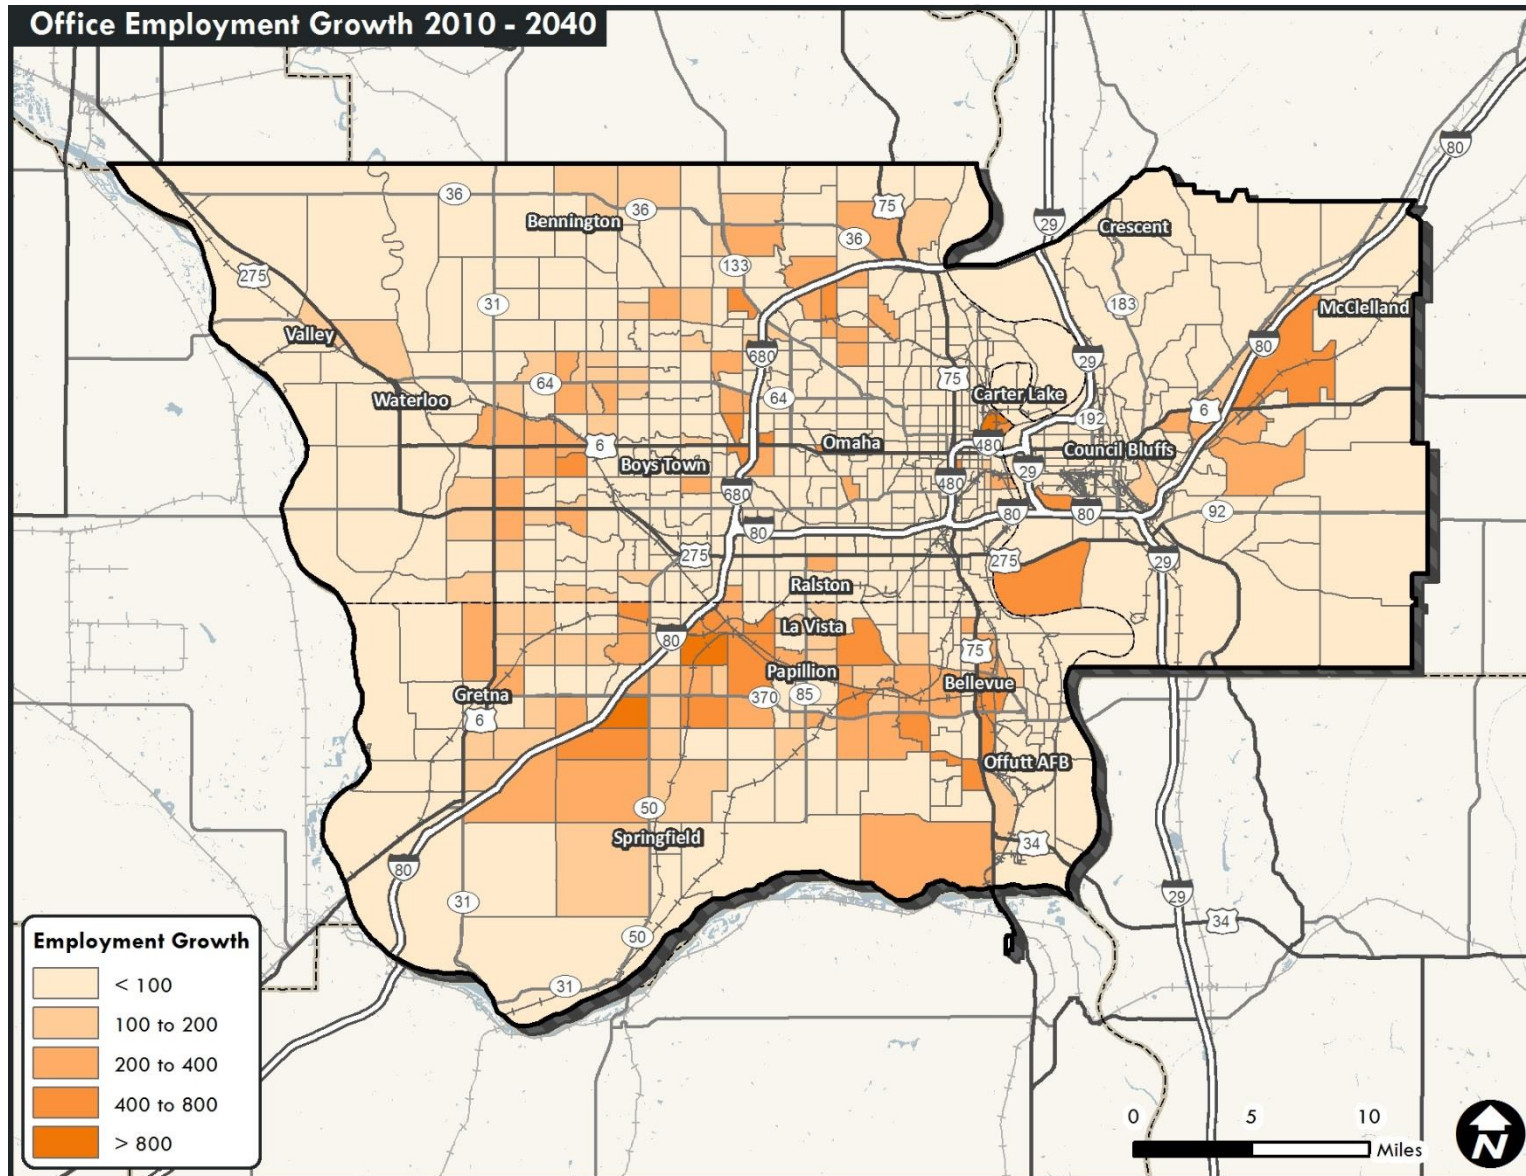 Office Employment Growth 2010 - 2040
80
36
36
75
29
Bennington
Crescent
36
133
275
31
183
McClelland
Valley
680
29
80
64
75
Waterloo
64
Carter Lake
6
192
6
Omaha
480
Council Bluffs
Boys Town
29
680
480
80
80
92
80
275
275
29
Ralston
La Vista
80
75
Papillion
Bellevue
Gretna
370
85
6
Offutt AFB
50
Springfield
34
80
31
29
34
50
31
Employment Growth
< 100
100 to 200
200 to 400
400 to 800
> 800
0 5 10
Miles
N